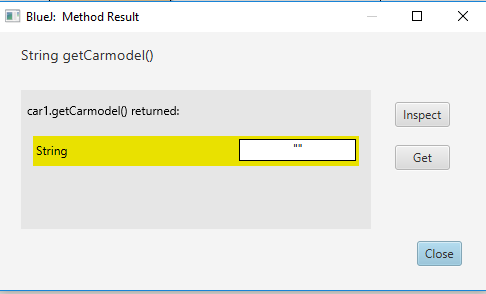 BlueJ: Method Result
String getCarmodel()
car1.getCarmodel() returned:
Inspect
String
""
Get
Close